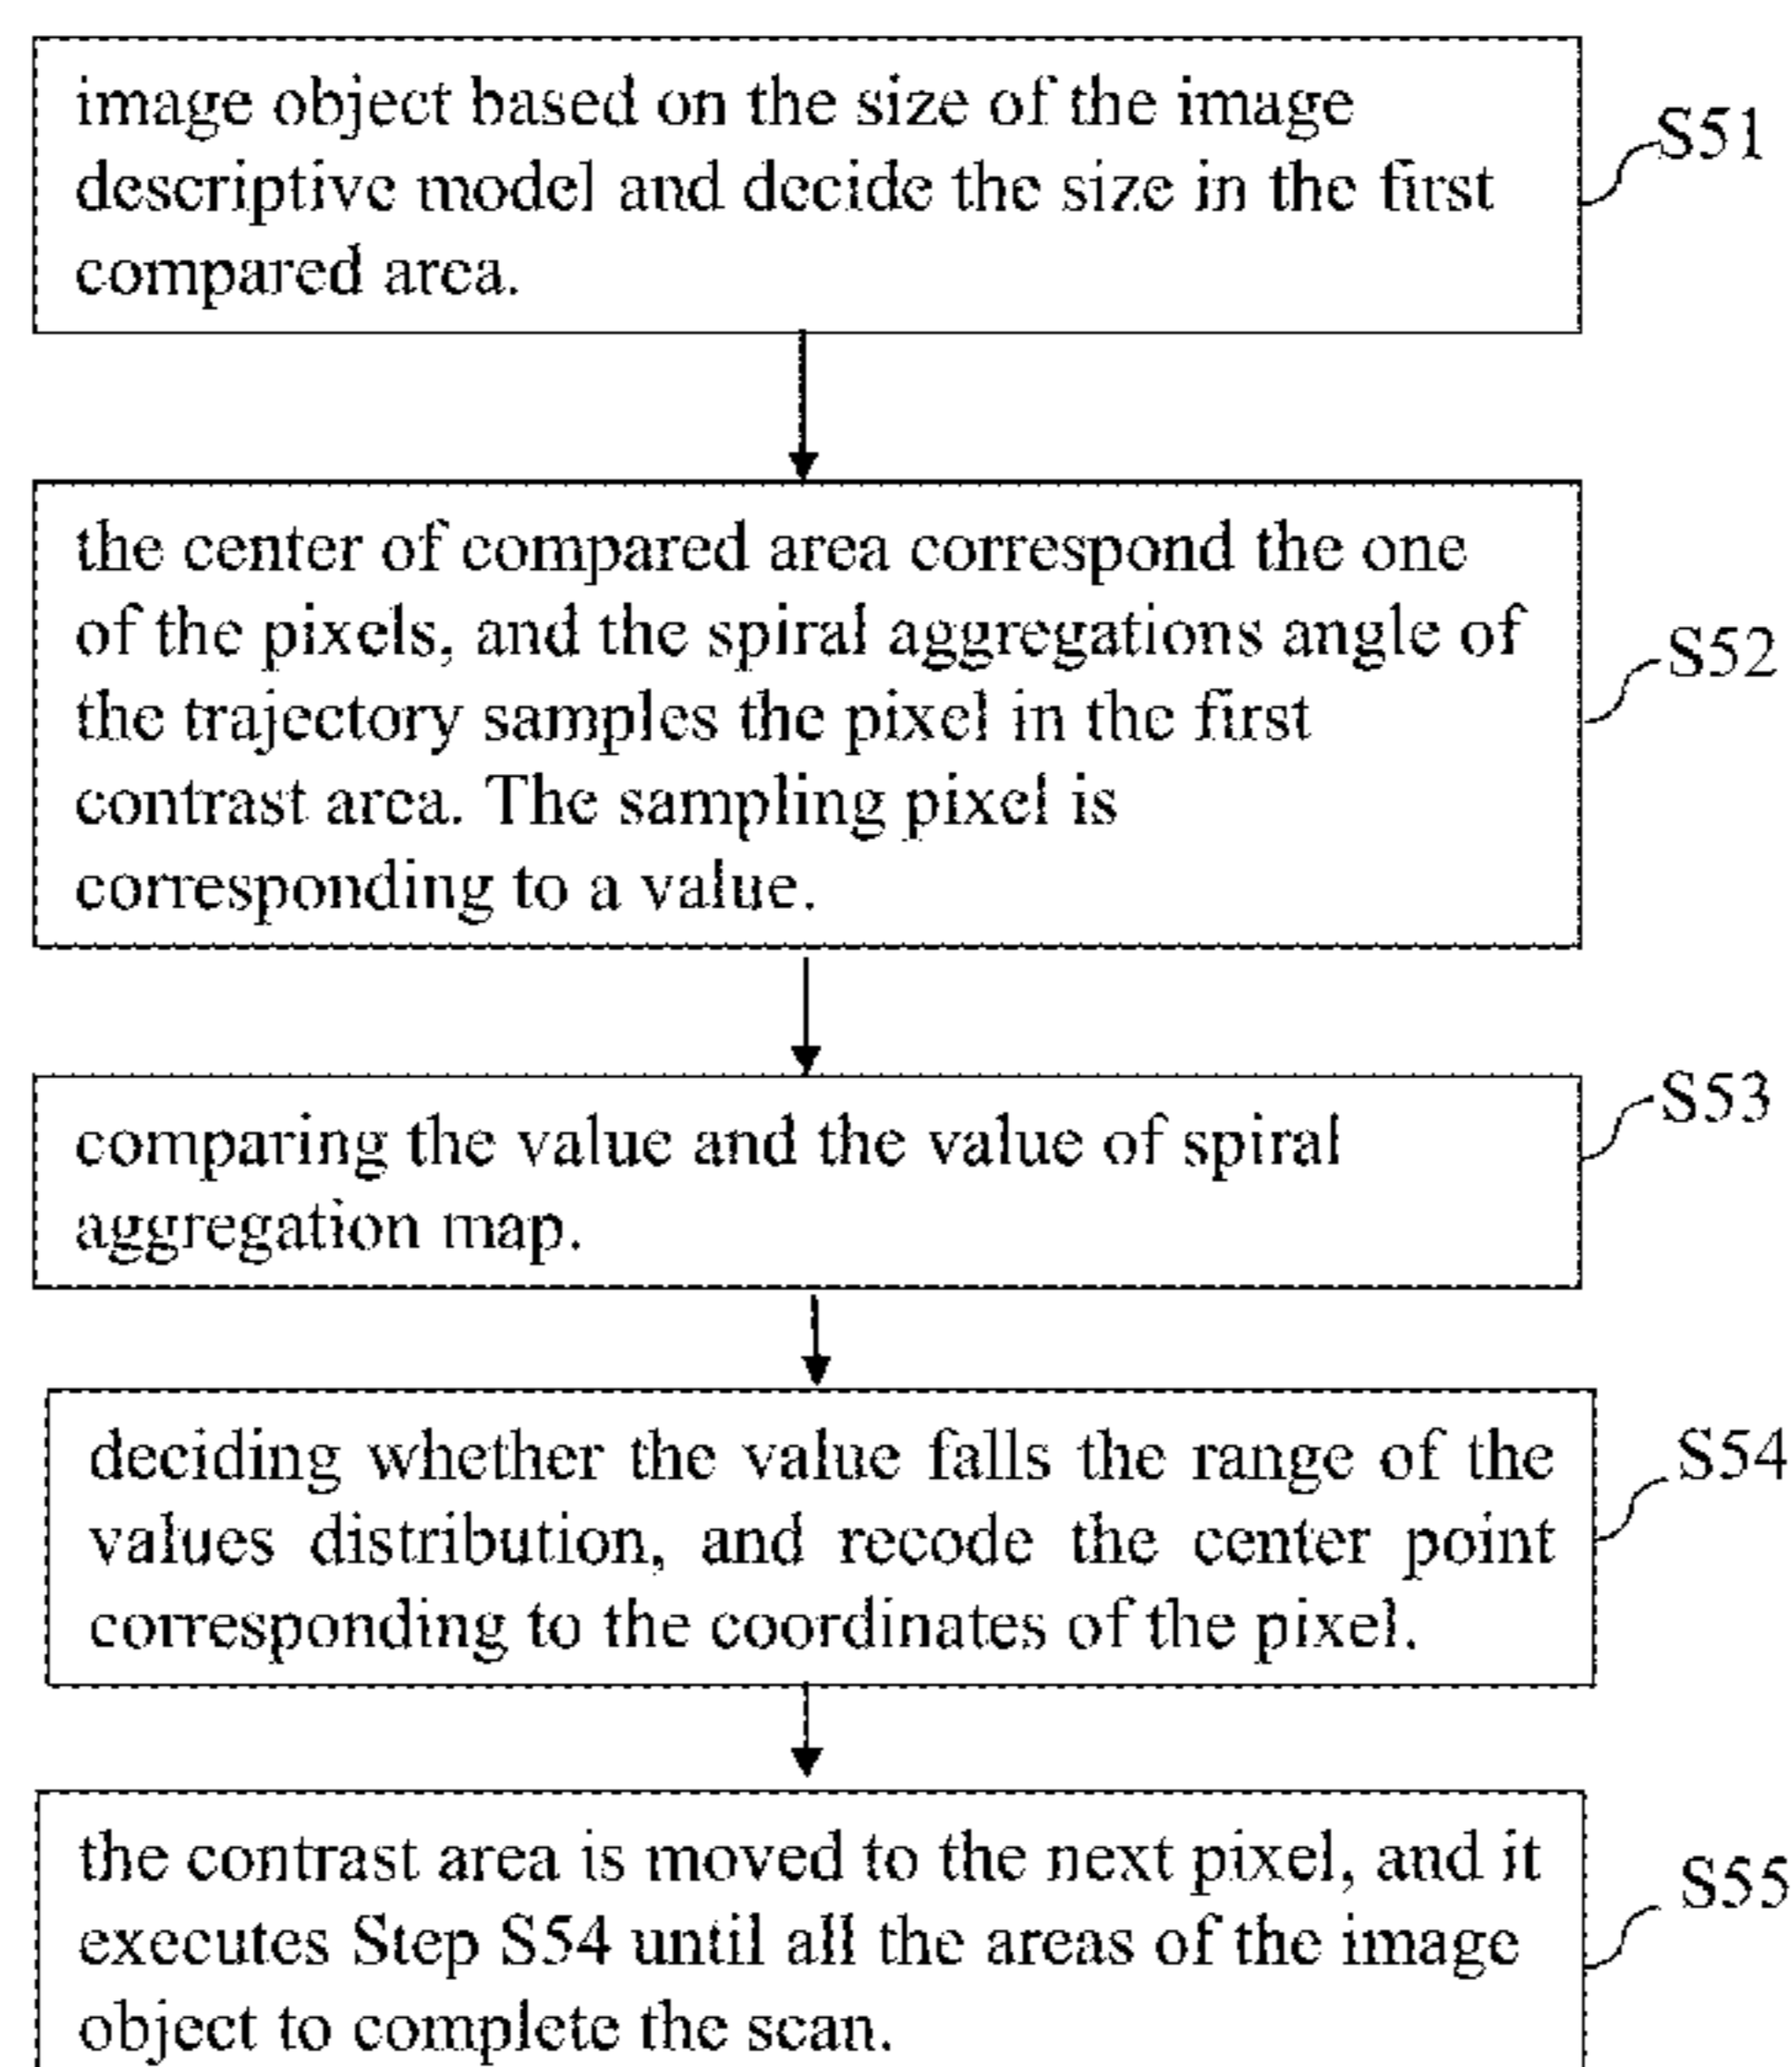 image object based on the size of the image
descriptive model and decide the size in the first
compared area.
S51
the center of compared area correspond the one
of the pixels, and the spiral aggregations angle of
the trajectory samples the pixel in the first
contrast area. The sampling pixel is
corresponding to a value.
S52
comparing the value and the value of spiral
aggregation map.
S53
deciding whether the value falls the range of the
values distribution, and recode the center point
corresponding to the coordinates of the pixel.
S54
the contrast area is moved to the next pixel, and it
executes Step S54 until all the areas of the image
object to complete the scan.
S55